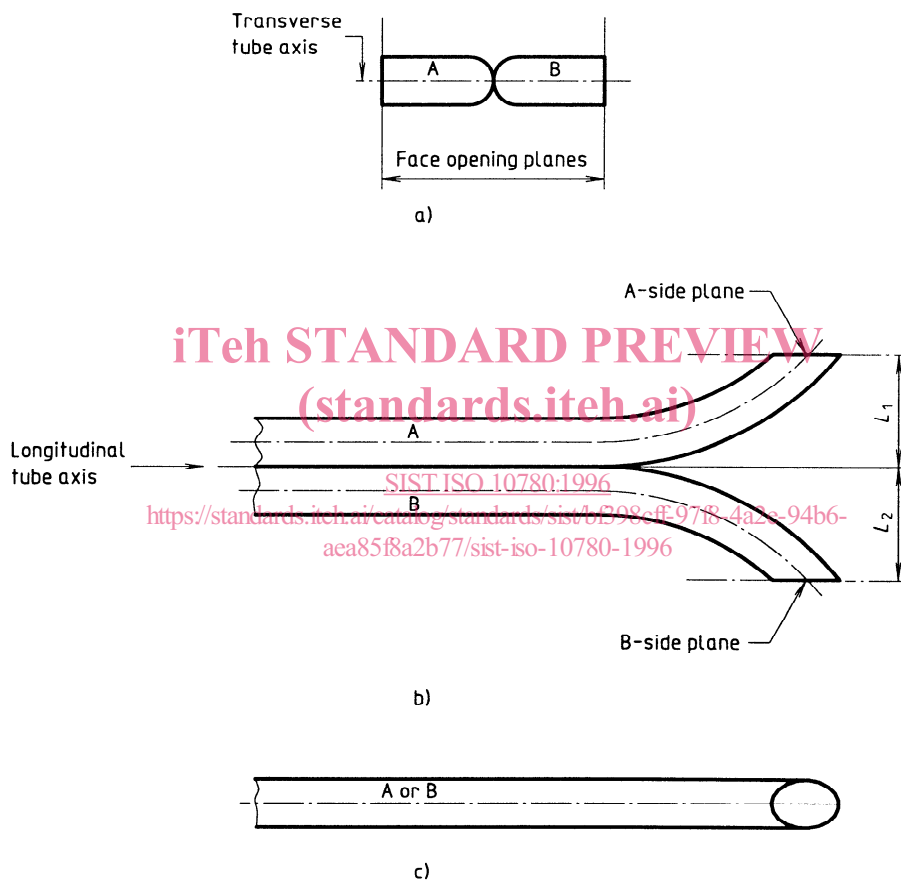 Transverse
tube axis
A
B
Face opening planes
a)
A-side plane
iTeh STANDARD PREVIEW
(standards.iteh.ai)
L1
A
Longitudinal
tube axis
SIST ISO 10780:1996
B
https://standards.iteh.ai/catalog/standards/sist/bf398cff-97f8-4a2e-94b6-
aea85f8a2b77/sist-iso-10780-1996
L2
B-side plane
b)
A or B
c)